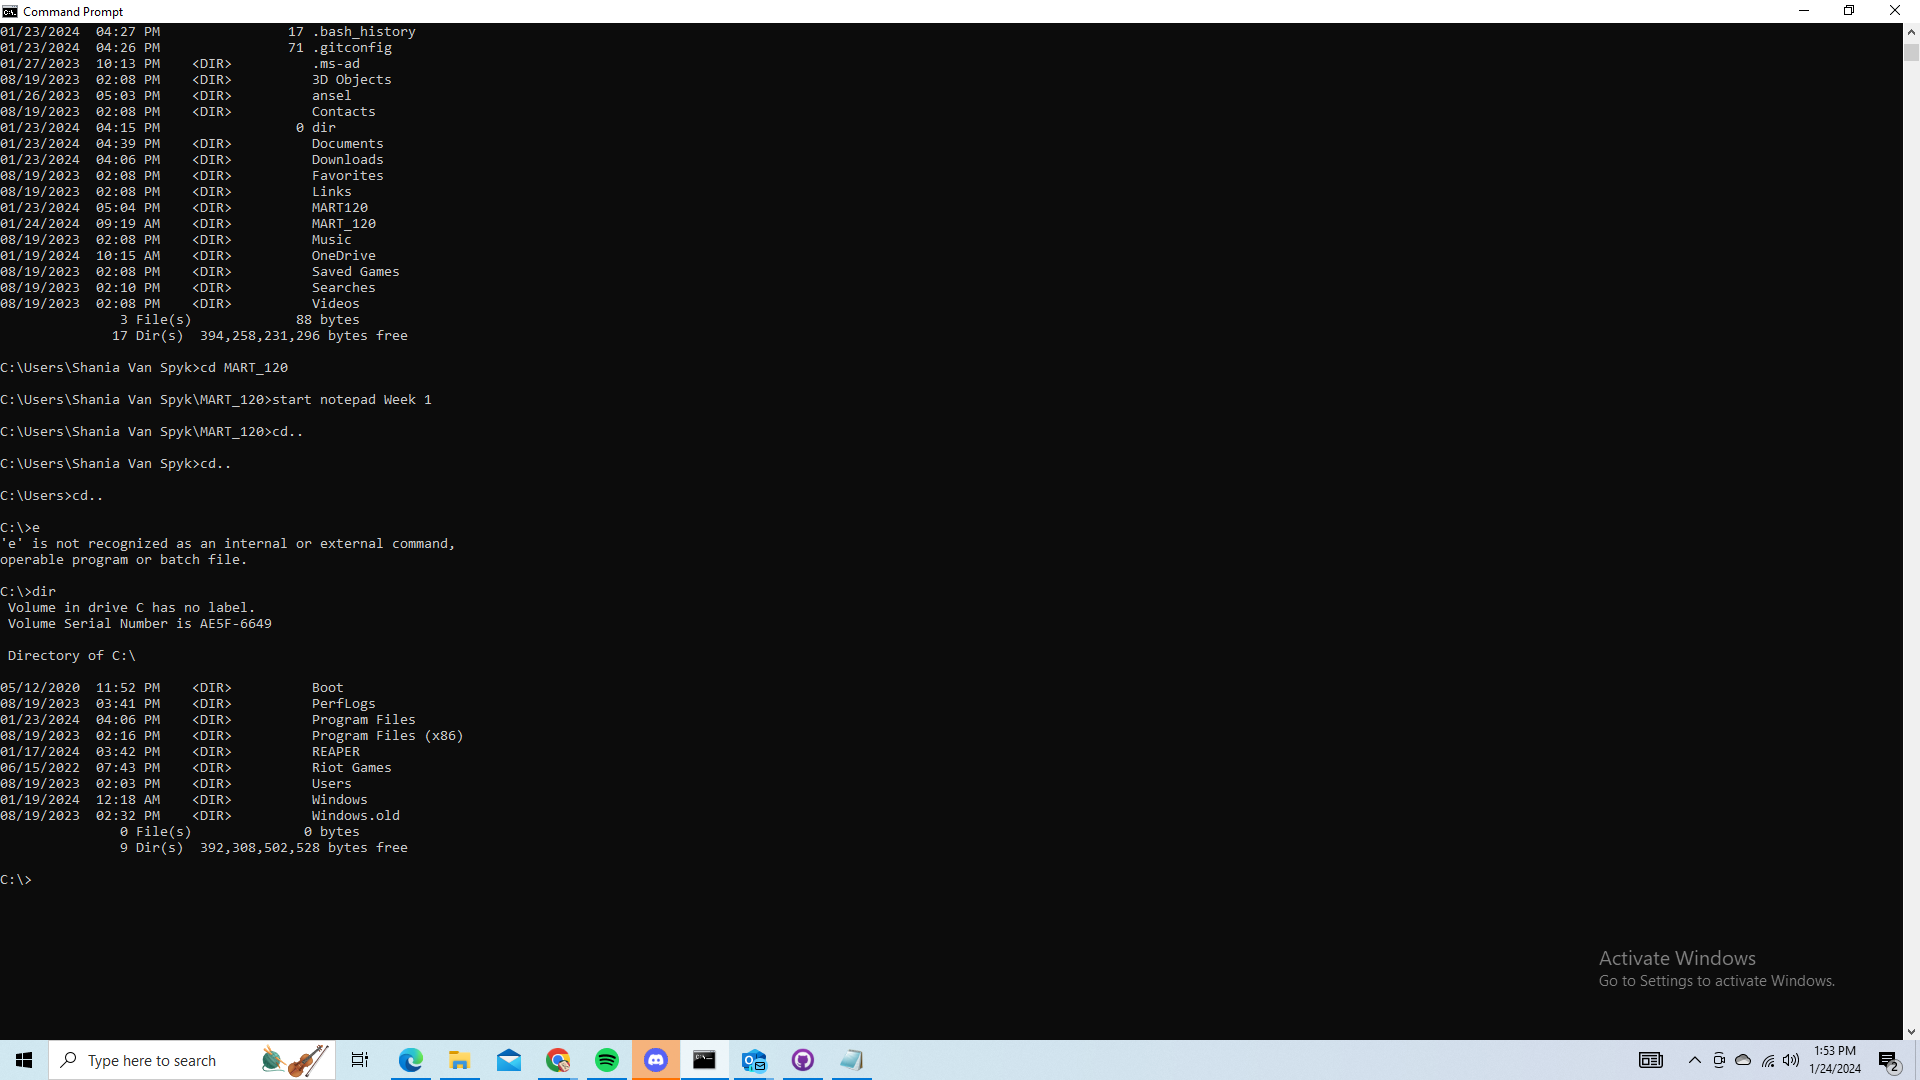 Command Prompt
01/23/2024  04:27 PM                17 .bash_history
01/23/2024  04:26 PM                71 .gitconfig
01/27/2023  10:13 PM    <DIR>          .ms-ad
08/19/2023  02:08 PM    <DIR>          3D Objects
01/26/2023  05:03 PM    <DIR>          ansel
08/19/2023  02:08 PM    <DIR>          Contacts
01/23/2024  04:15 PM                 0 dir
01/23/2024  04:39 PM    <DIR>          Documents
01/23/2024  04:06 PM    <DIR>          Downloads
08/19/2023  02:08 PM    <DIR>          Favorites
08/19/2023  02:08 PM    <DIR>          Links
01/23/2024  05:04 PM    <DIR>          MART120
01/24/2024  09:19 AM    <DIR>          MART_120
08/19/2023  02:08 PM    <DIR>          Music
01/19/2024  10:15 AM    <DIR>          OneDrive
08/19/2023  02:08 PM    <DIR>          Saved Games
08/19/2023  02:10 PM    <DIR>          Searches
08/19/2023  02:08 PM    <DIR>          Videos
               3 File(s)             88 bytes
              17 Dir(s)  394,258,231,296 bytes free
C:\Users\Shania Van Spyk>cd MART_120
C:\Users\Shania Van Spyk\MART_120>start notepad Week 1
C:\Users\Shania Van Spyk\MART_120>cd..
C:\Users\Shania Van Spyk>cd..
C:\Users>cd..
C:\>e
'e' is not recognized as an internal or external command,
operable program or batch file.
C:\>dir
 Volume in drive C has no label.
 Volume Serial Number is AE5F-6649
 Directory of C:\
05/12/2020  11:52 PM    <DIR>          Boot
08/19/2023  03:41 PM    <DIR>          PerfLogs
01/23/2024  04:06 PM    <DIR>          Program Files
08/19/2023  02:16 PM    <DIR>          Program Files (x86)
01/17/2024  03:42 PM    <DIR>          REAPER
06/15/2022  07:43 PM    <DIR>          Riot Games
08/19/2023  02:03 PM    <DIR>          Users
01/19/2024  12:18 AM    <DIR>          Windows
08/19/2023  02:32 PM    <DIR>          Windows.old
               0 File(s)              0 bytes
               9 Dir(s)  392,308,502,528 bytes free
C:\>
Activate Windows
Go to Settings to activate Windows.
Type here to search
1:53 PM
1/24/2024
2